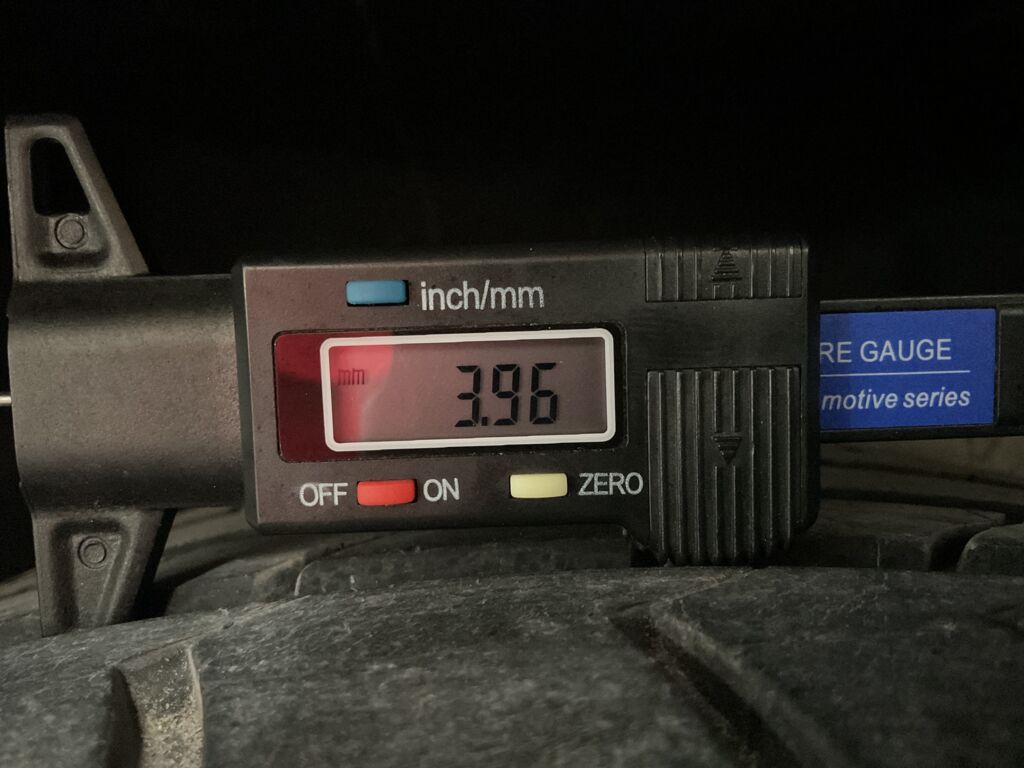 inch/mm
mm
3.96
OFF ON ZERO
RE GAUGE
motive series